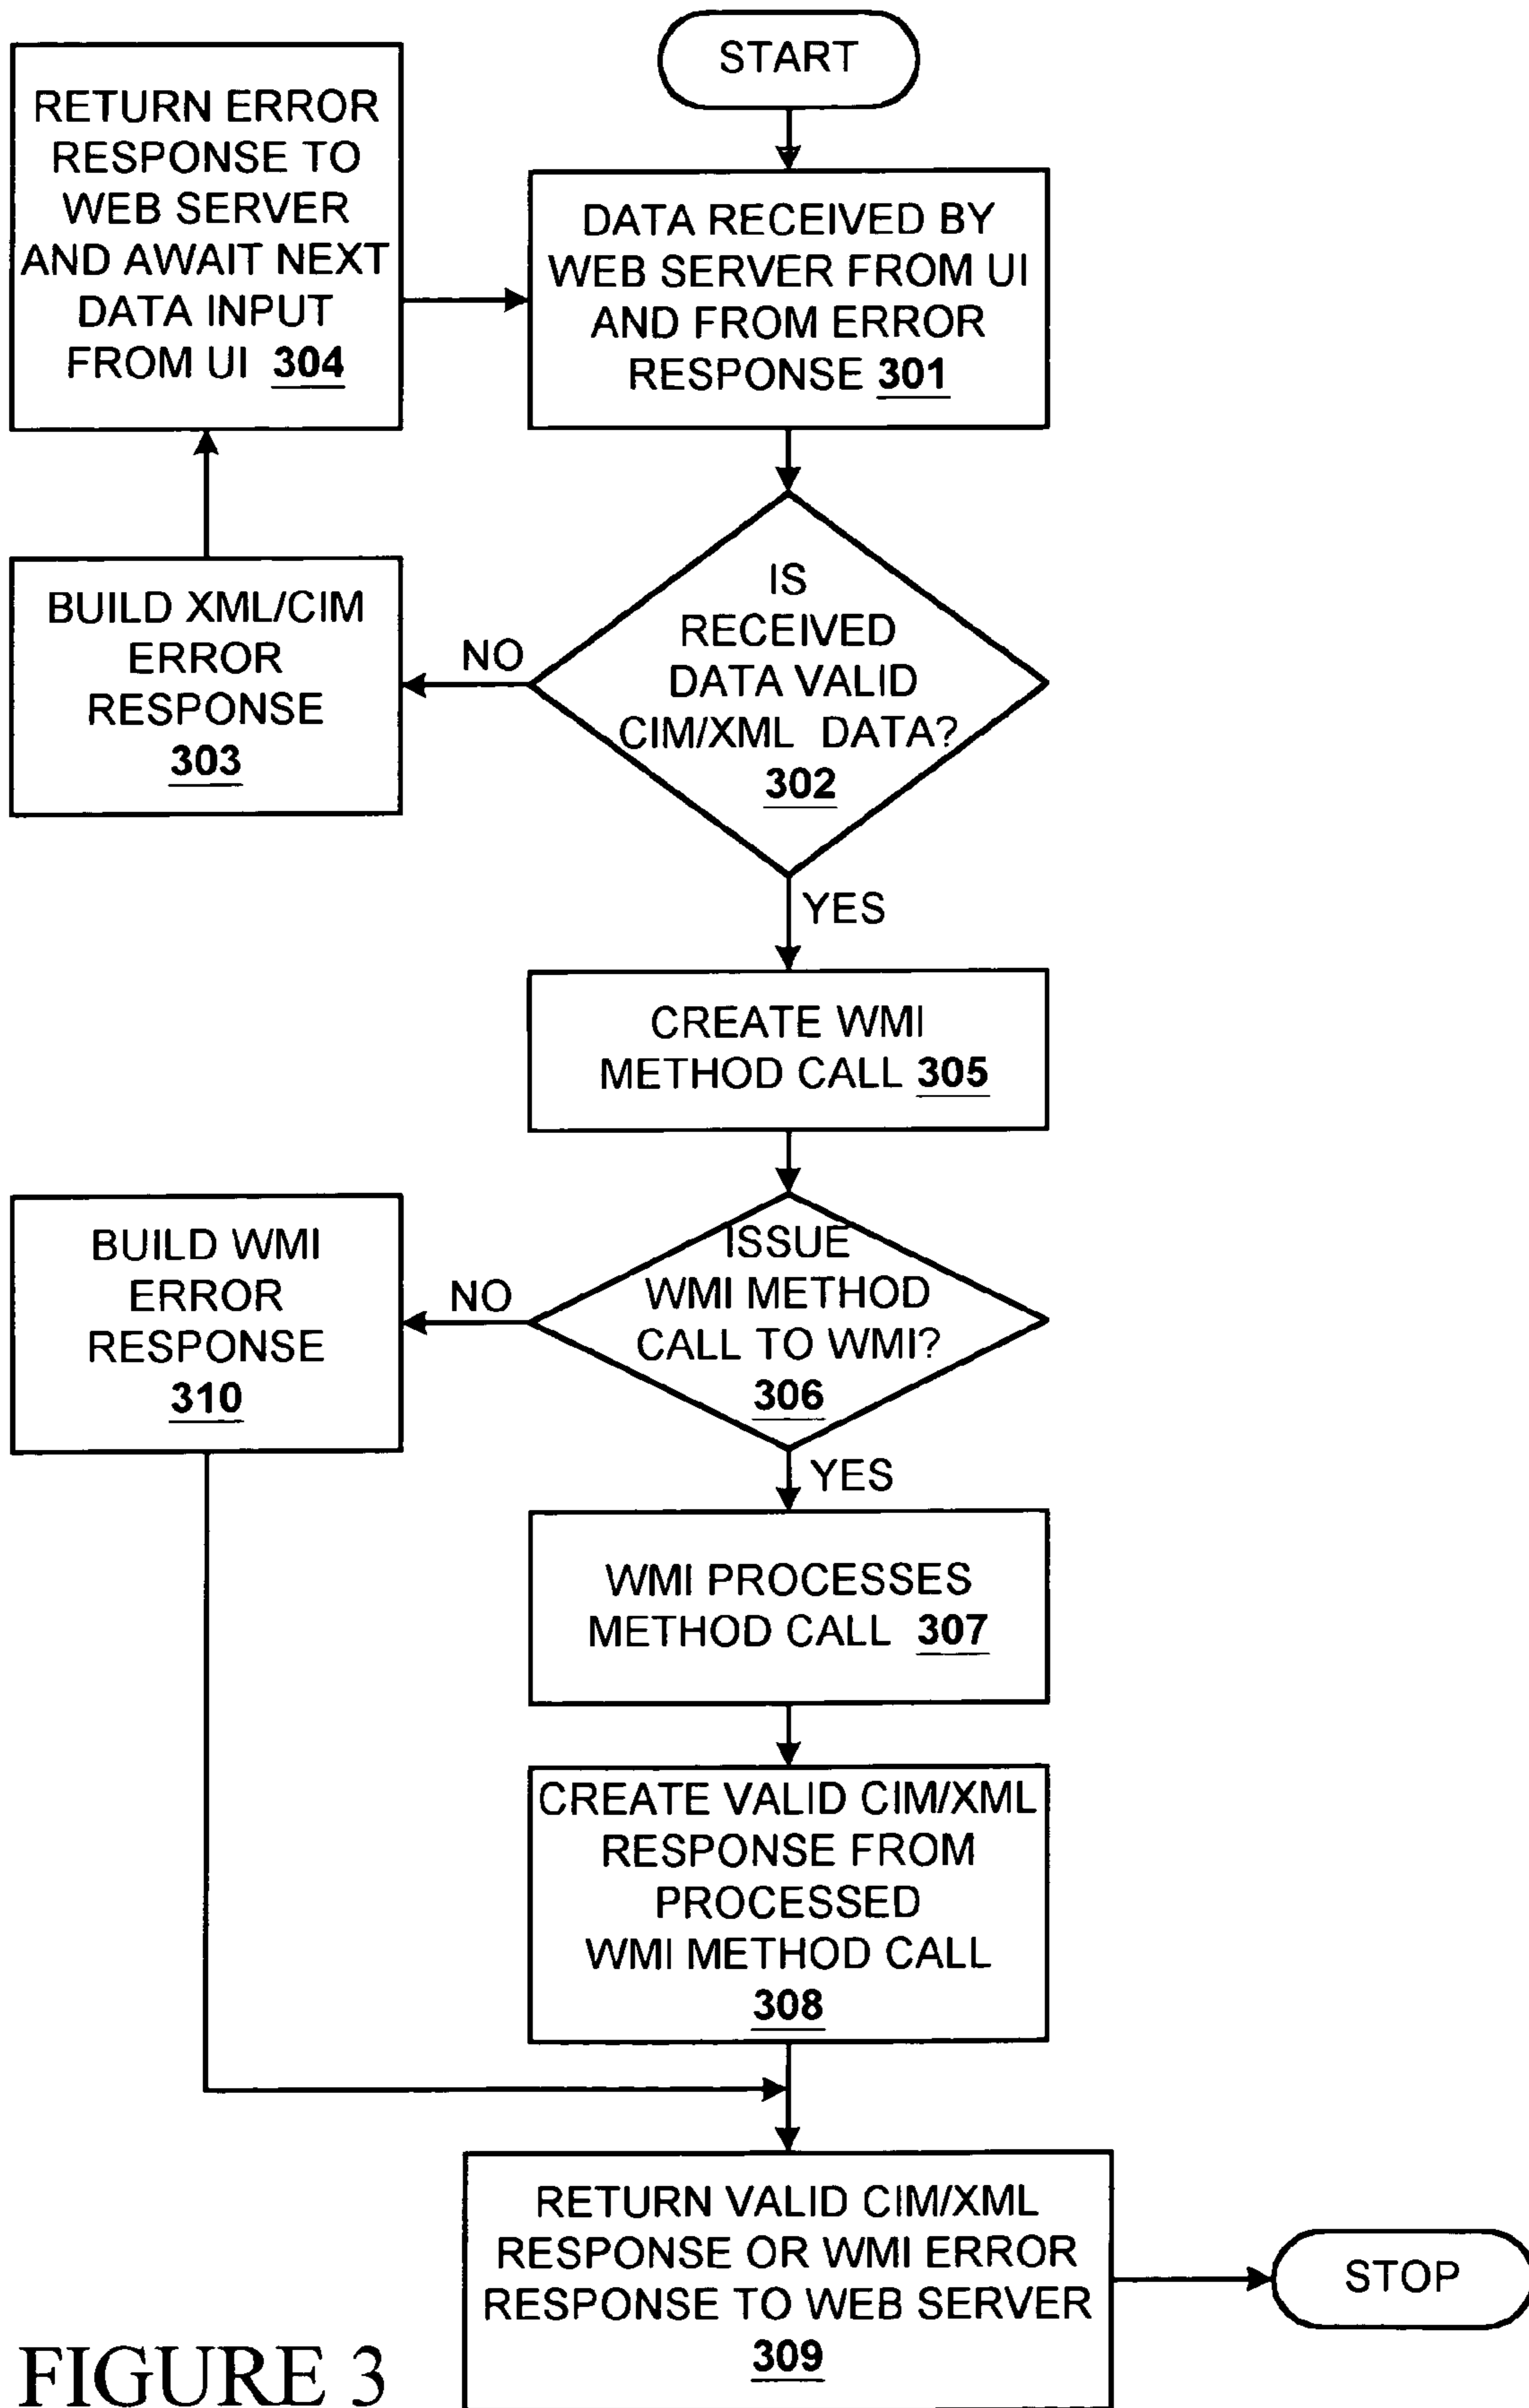 START
RETURN ERROR
RESPONSE TO
WEB SERVER
AND AWAIT NEXT
DATA INPUT
FROM UI 304
DATA RECEIVED BY
WEB SERVER FROM UI
AND FROM ERROR
RESPONSE 301
IS
RECEIVED
DATA VALID
CIM/XML DATA?
302
NO
BUILD XML/CIM
ERROR
RESPONSE
303
YES
CREATE WMI
METHOD CALL 305
ISSUE
WMI METHOD
CALL TO WMI?
306
NO
BUILD WMI
ERROR
RESPONSE
310
YES
WMI PROCESSES
METHOD CALL 307
CREATE VALID CIM/XML
RESPONSE FROM
PROCESSED
WMI METHOD CALL
308
RETURN VALID CIM/XML
RESPONSE OR WMI ERROR
RESPONSE TO WEB SERVER
309
STOP
FIGURE 3